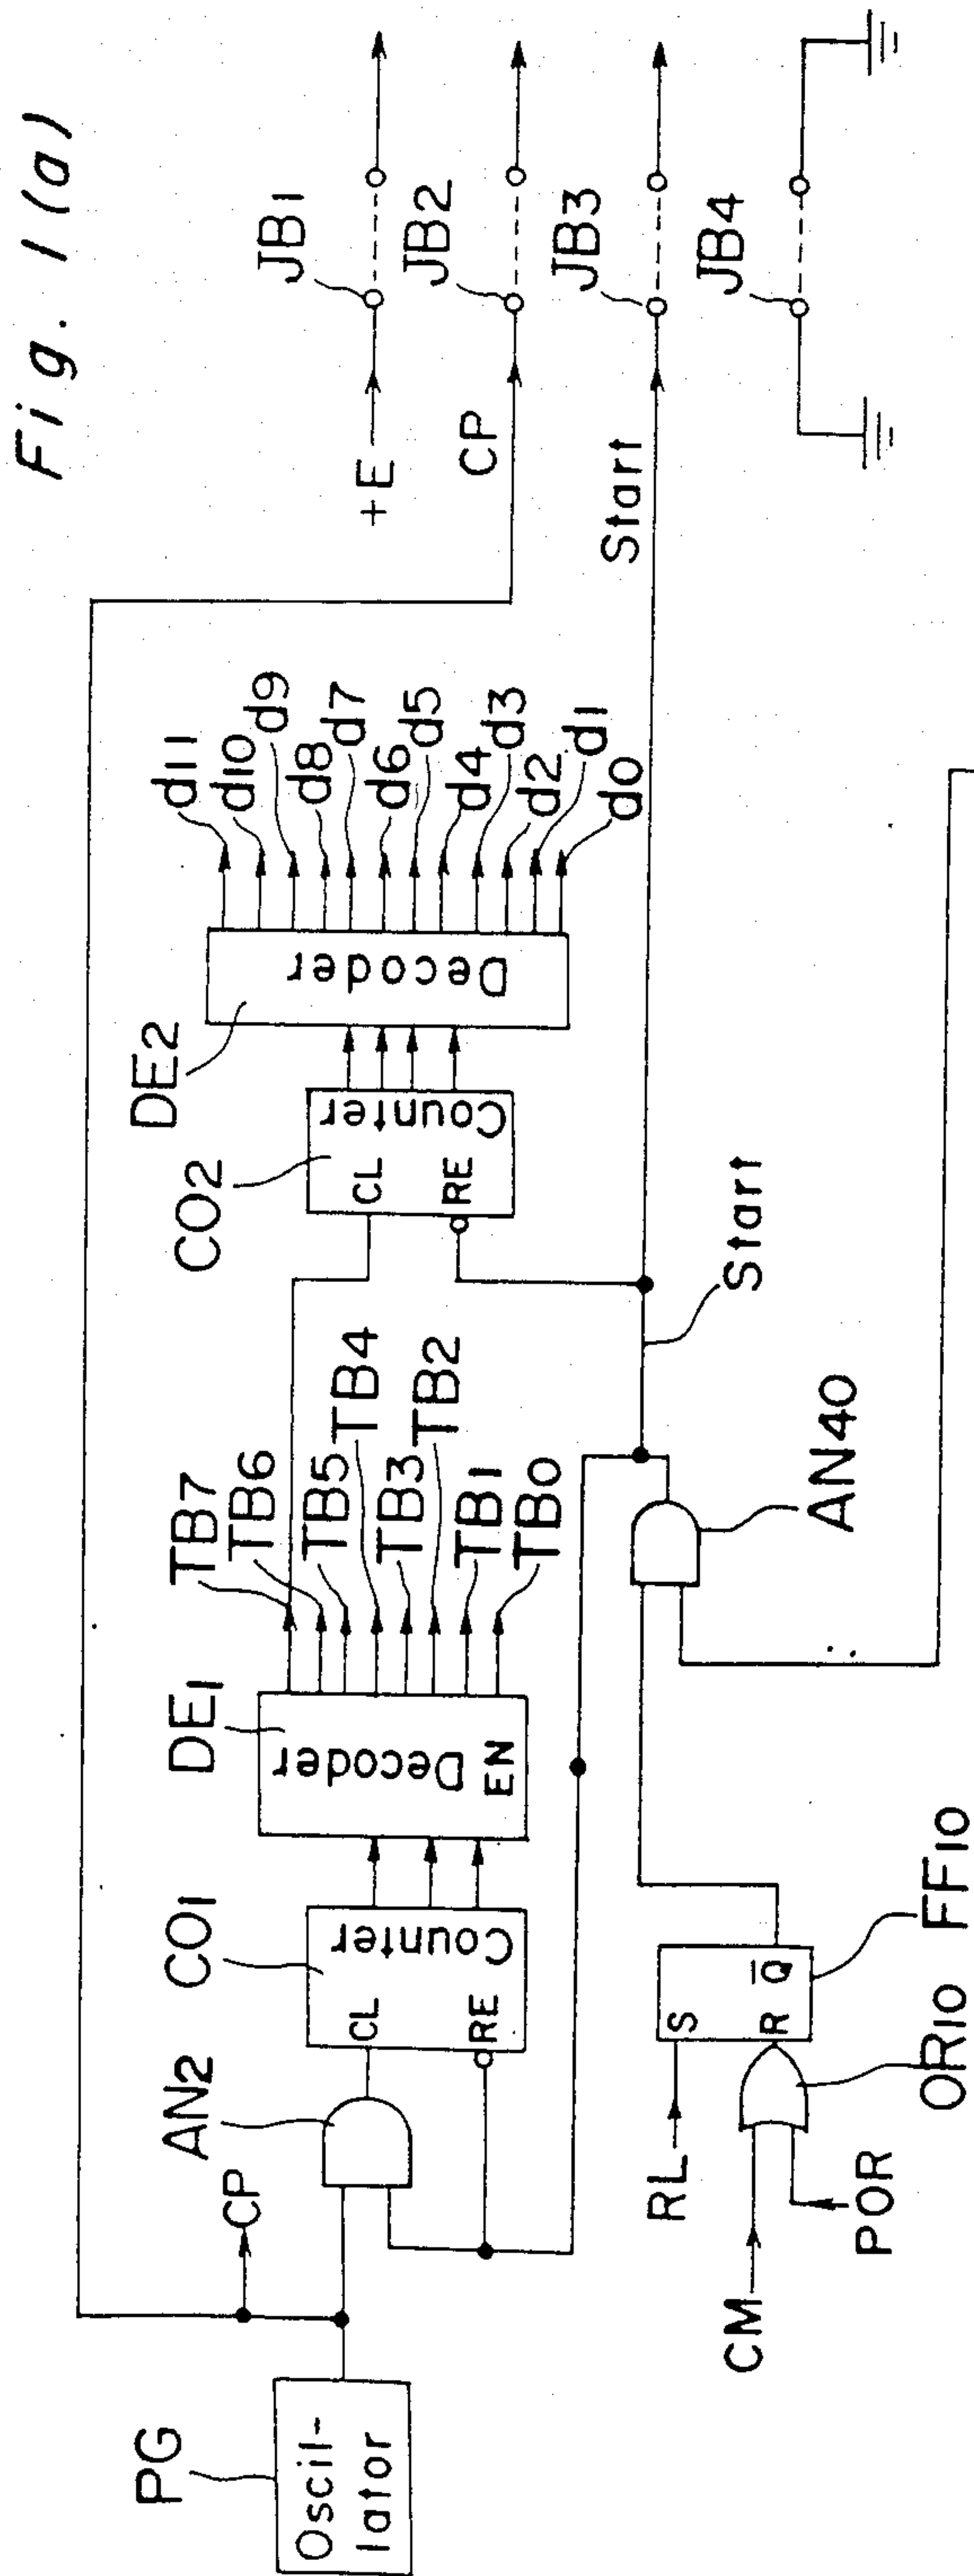 Fig. 1(a)
PG
Oscil-
lator
CP
AN2
CO1
CL
RE
Counter
DE1
Decoder
EN
TB7
TB6
TB5
TB4
TB3
TB2
TB1
TB0
CO2
CL
RE
Counter
DE2
Decoder
d11
d10
d9
d8
d7
d6
d5
d4
d3
d2
d1
d0
+E
JB1
CP
JB2
Start
JB3
JB4
RL
CM
POR
S
R
Q̅
FF10
OR10
AN40
Start